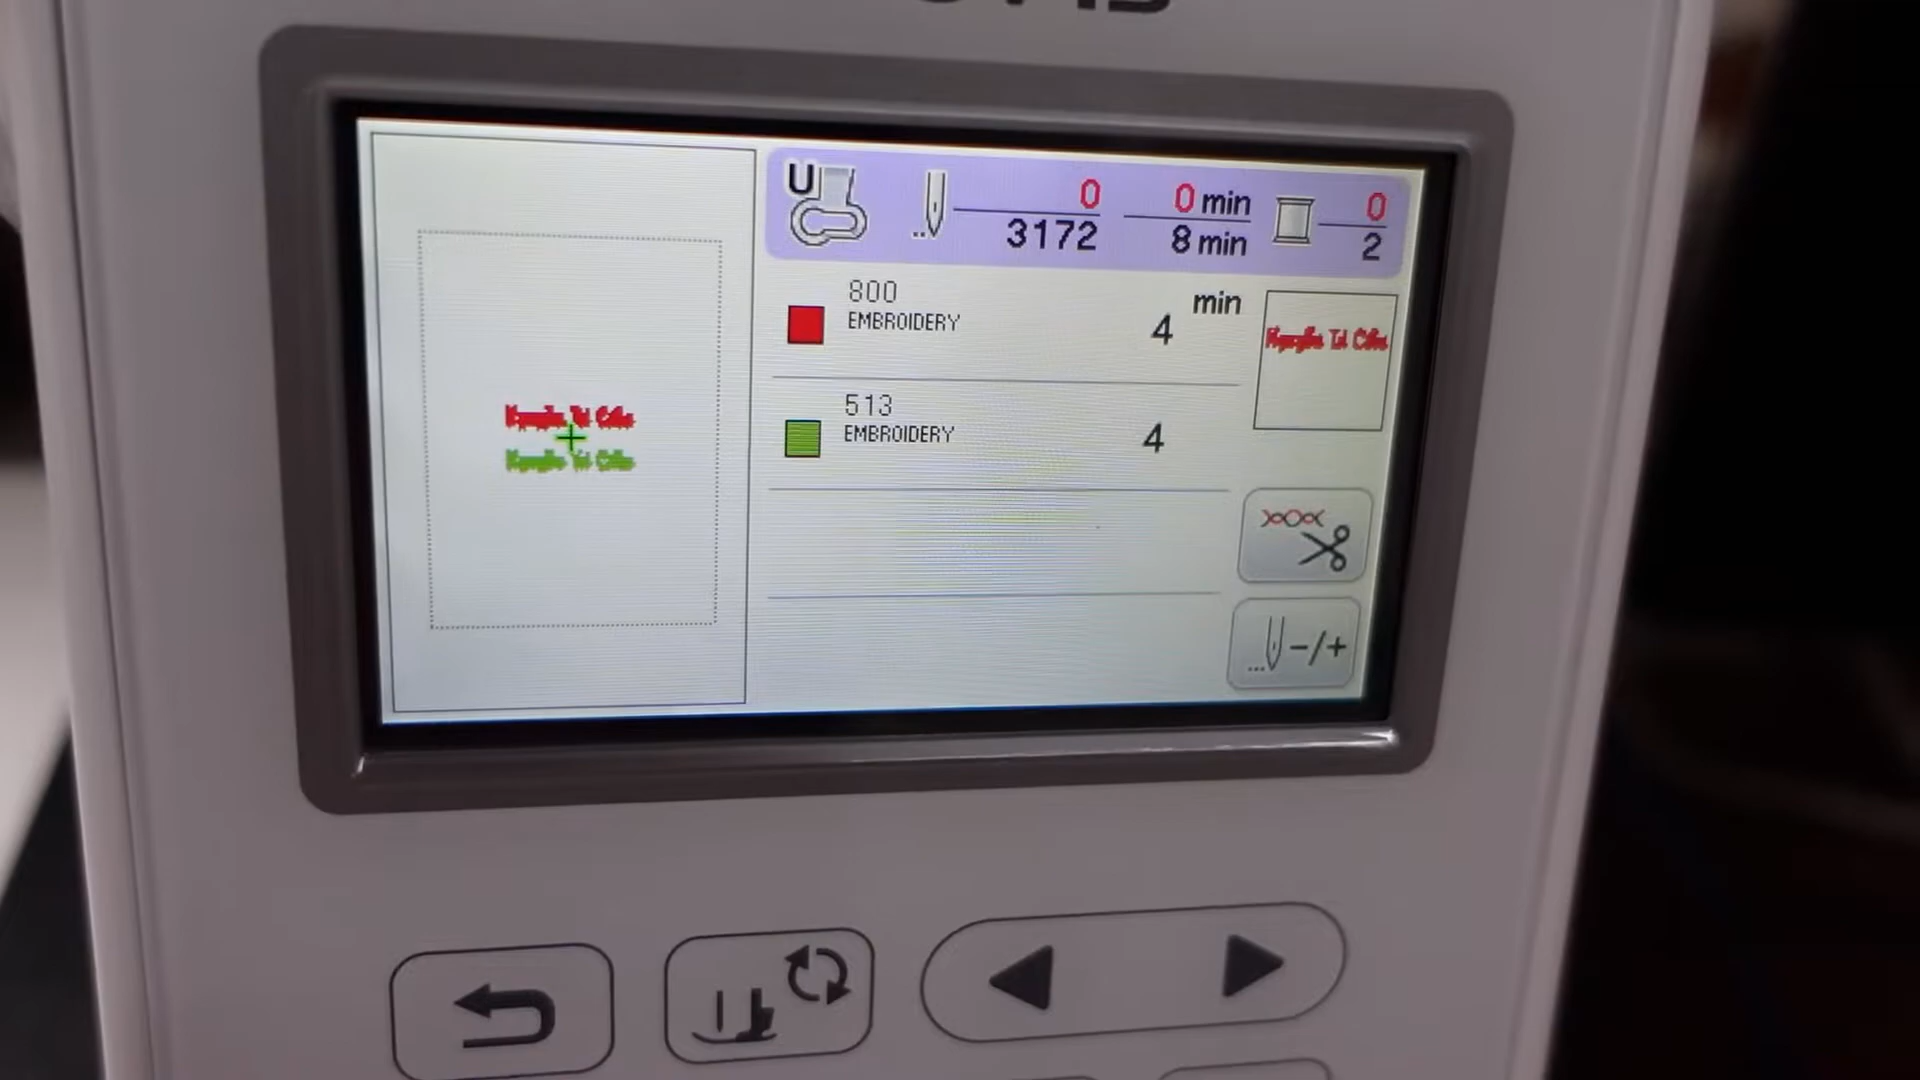 U
0
3172
0 min
8 min
0
2
800
EMBROIDERY
4 min
513
EMBROIDERY
4
-/+